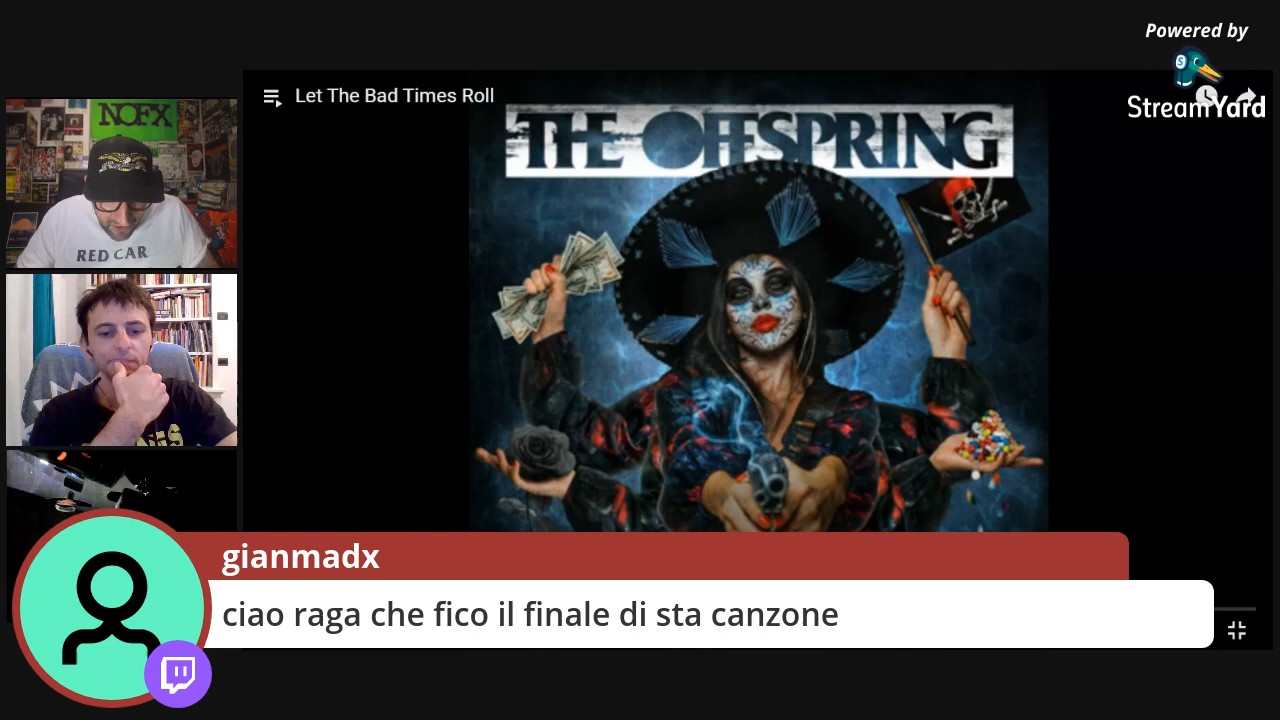 Powered by
StreamYard
Let The Bad Times Roll
THE OFFSPRING
NOFX
RED CAR
gianmadx
ciao raga che fico il finale di sta canzone